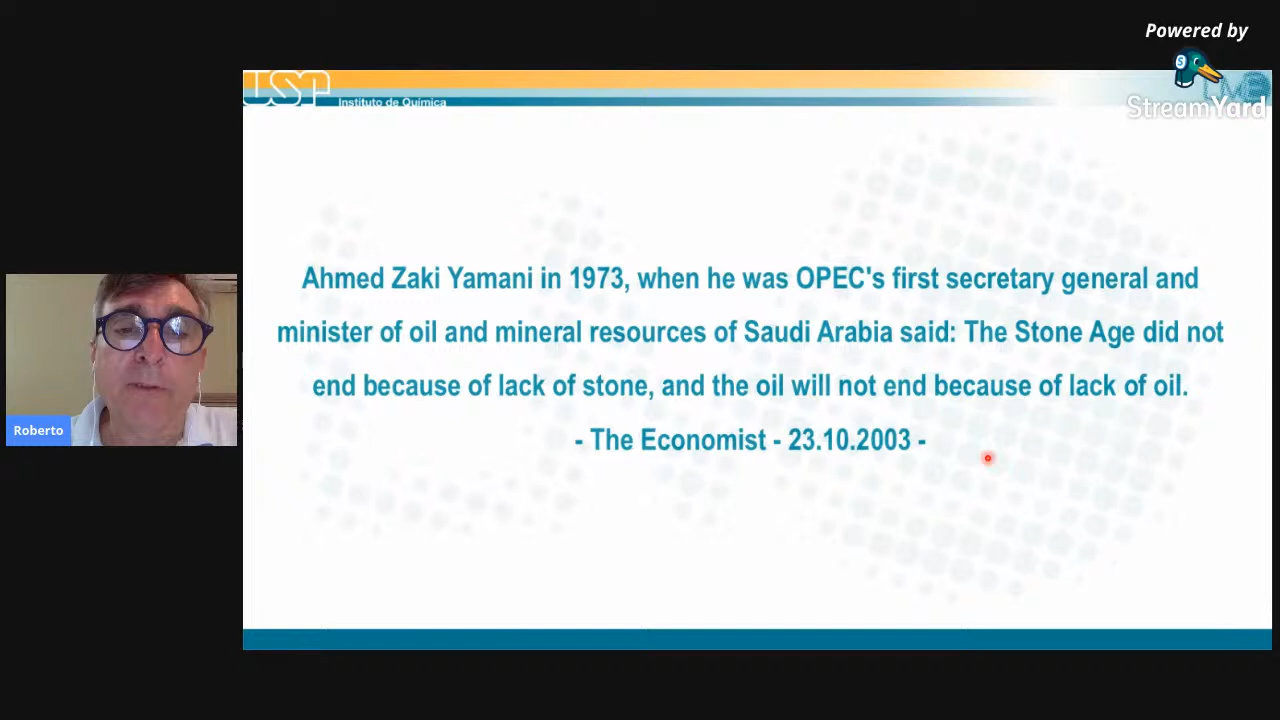 Powered by
StreamYard
USP
Instituto de Química
Ahmed Zaki Yamani in 1973, when he was OPEC's first secretary general and
minister of oil and mineral resources of Saudi Arabia said: The Stone Age did not
end because of lack of stone, and the oil will not end because of lack of oil.
- The Economist - 23.10.2003 -
Roberto